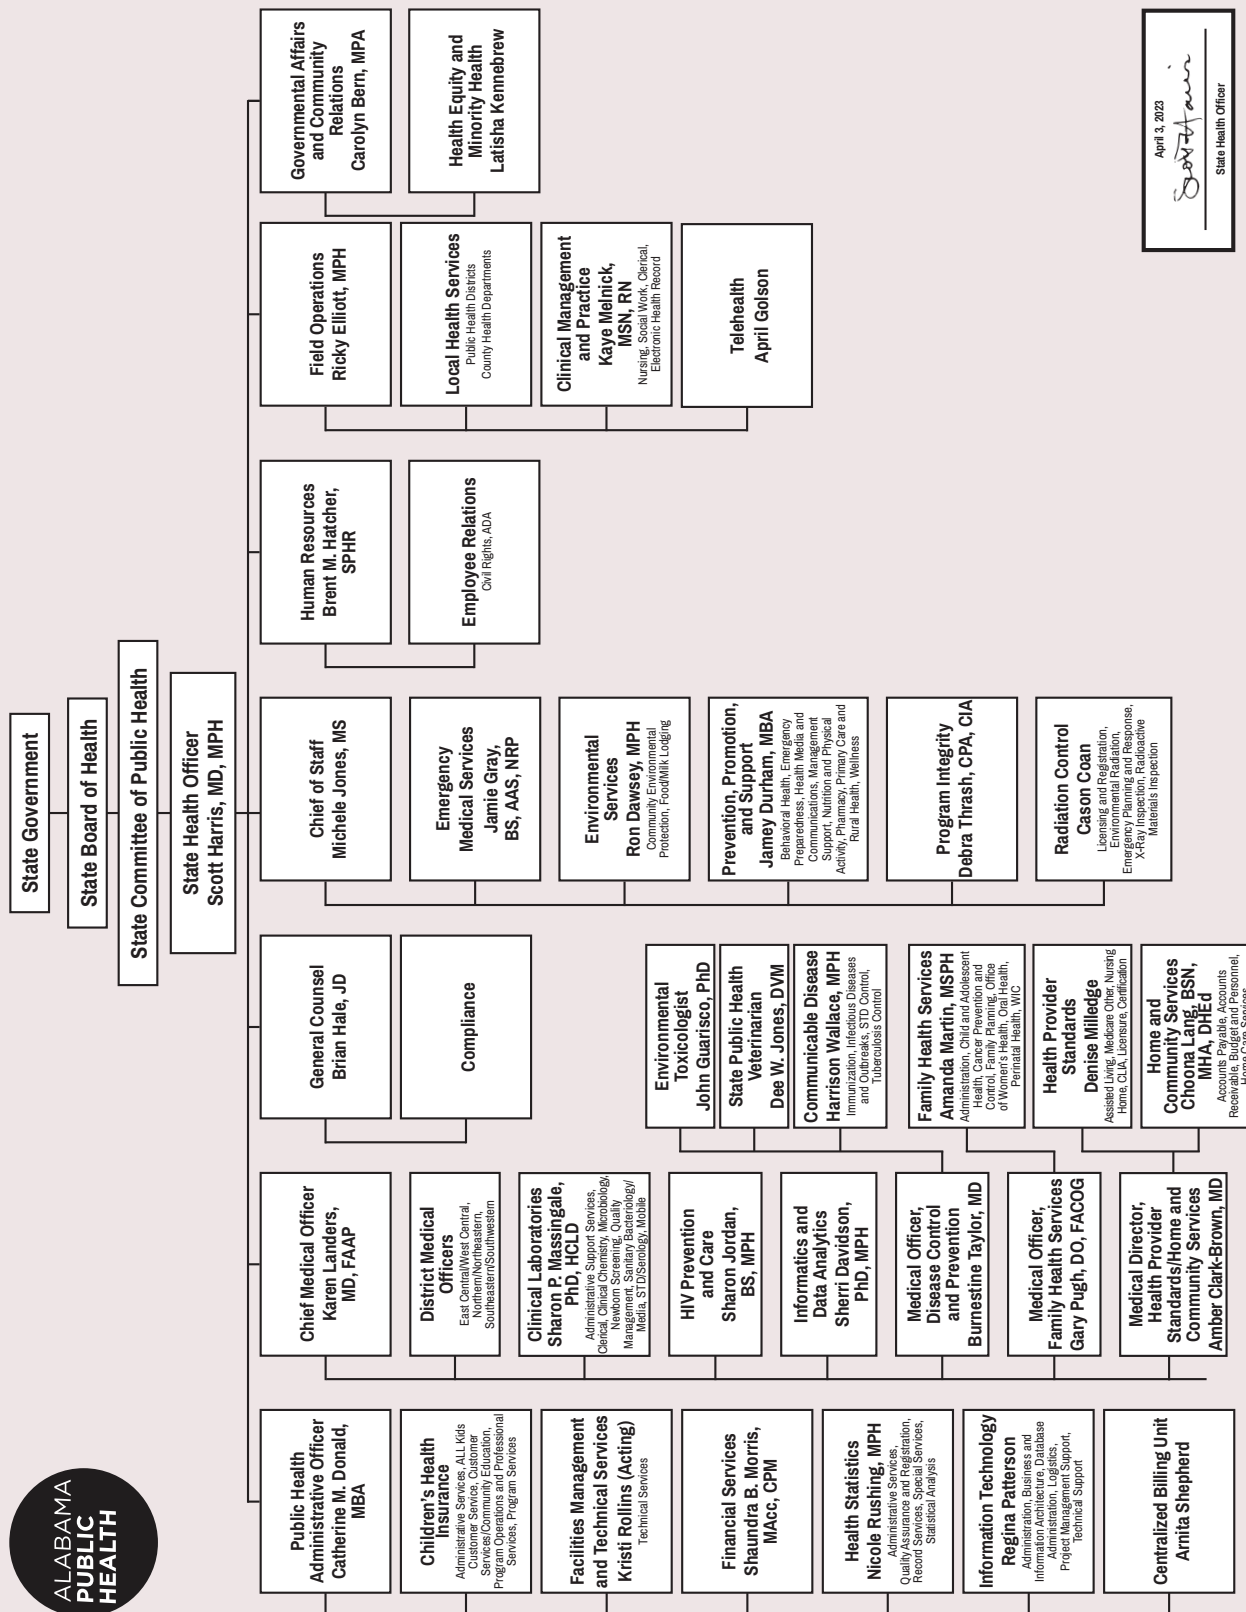 ALABAMA
PUBLIC
HEALTH
State Government
State Board of Health
State Committee of Public Health
State Health Officer
Scott Harris, MD, MPH
Public Health
Administrative Officer
Catherine M. Donald,
MBA
Children's Health
Insurance
Administrative Services, ALL Kids
Customer Service, Customer
Services/Community Education,
Program Operations and Professional
Services, Program Services
Facilities Management
and Technical Services
Kristi Rollins (Acting)
Technical Services
Financial Services
Shaundra B. Morris,
MAcc, CPM
Health Statistics
Nicole Rushing, MPH
Administrative Services,
Quality Assurance and Registration,
Record Services, Special Services,
Statistical Analysis
Information Technology
Regina Patterson
Administration, Business and
Information Architecture, Database
Administration, Logistics,
Project Management Support,
Technical Support
Centralized Billing Unit
Arnita Shepherd
Chief Medical Officer
Karen Landers,
MD, FAAP
District Medical
Officers
East Central/West Central,
Northern/Northeastern,
Southeastern/Southwestern
Clinical Laboratories
Sharon P. Massingale,
PhD, HCLD
Administrative Support Services,
Clerical, Clinical Chemistry, Microbiology,
Newborn Screening, Quality
Management, Sanitary Bacteriology/
Media, STD/Serology, Mobile
HIV Prevention
and Care
Sharon Jordan,
BS, MPH
Informatics and
Data Analytics
Sherri Davidson,
PhD, MPH
Medical Officer,
Disease Control
and Prevention
Burnestine Taylor, MD
Medical Officer,
Family Health Services
Gary Pugh, DO, FACOG
Medical Director,
Health Provider
Standards/Home and
Community Services
Amber Clark-Brown, MD
Environmental
Toxicologist
John Guarisco, PhD
State Public Health
Veterinarian
Dee W. Jones, DVM
Communicable Disease
Harrison Wallace, MPH
Immunization, Infectious Diseases
and Outbreaks, STD Control,
Tuberculosis Control
Family Health Services
Amanda Martin, MSPH
Administration, Child and Adolescent
Health, Cancer Prevention and
Control, Family Planning, Office
of Women's Health, Oral Health,
Perinatal Health, WIC
Health Provider
Standards
Denise Milledge
Assisted Living, Medicare Other, Nursing
Home, CLIA, Licensure, Certification
Home and
Community Services
Choona Lang, BSN,
MHA, DHEd
Accounts Payable, Accounts
Receivable, Budget and Personnel,
Home Care Services
General Counsel
Brian Hale, JD
Compliance
Chief of Staff
Michele Jones, MS
Emergency
Medical Services
Jamie Gray,
BS, AAS, NRP
Environmental
Services
Ron Dawsey, MPH
Community Environmental
Protection, Food/Milk Lodging
Prevention, Promotion,
and Support
Jamey Durham, MBA
Behavioral Health, Emergency
Preparedness, Health Media and
Communications, Management
Support, Nutrition and Physical
Activity, Pharmacy, Primary Care and
Rural Health, Wellness
Program Integrity
Debra Thrash, CPA, CIA
Radiation Control
Cason Coan
Licensing and Registration,
Environmental Radiation,
Emergency Planning and Response,
X-Ray Inspection, Radioactive
Materials Inspection
Human Resources
Brent M. Hatcher,
SPHR
Employee Relations
Civil Rights, ADA
Field Operations
Ricky Elliott, MPH
Local Health Services
Public Health Districts
County Health Departments
Clinical Management
and Practice
Kaye Melnick,
MSN, RN
Nursing, Social Work, Clerical,
Electronic Health Record
Telehealth
April Golson
Governmental Affairs
and Community
Relations
Carolyn Bern, MPA
Health Equity and
Minority Health
Latisha Kennebrew
April 3, 2023
Scott Harris
State Health Officer